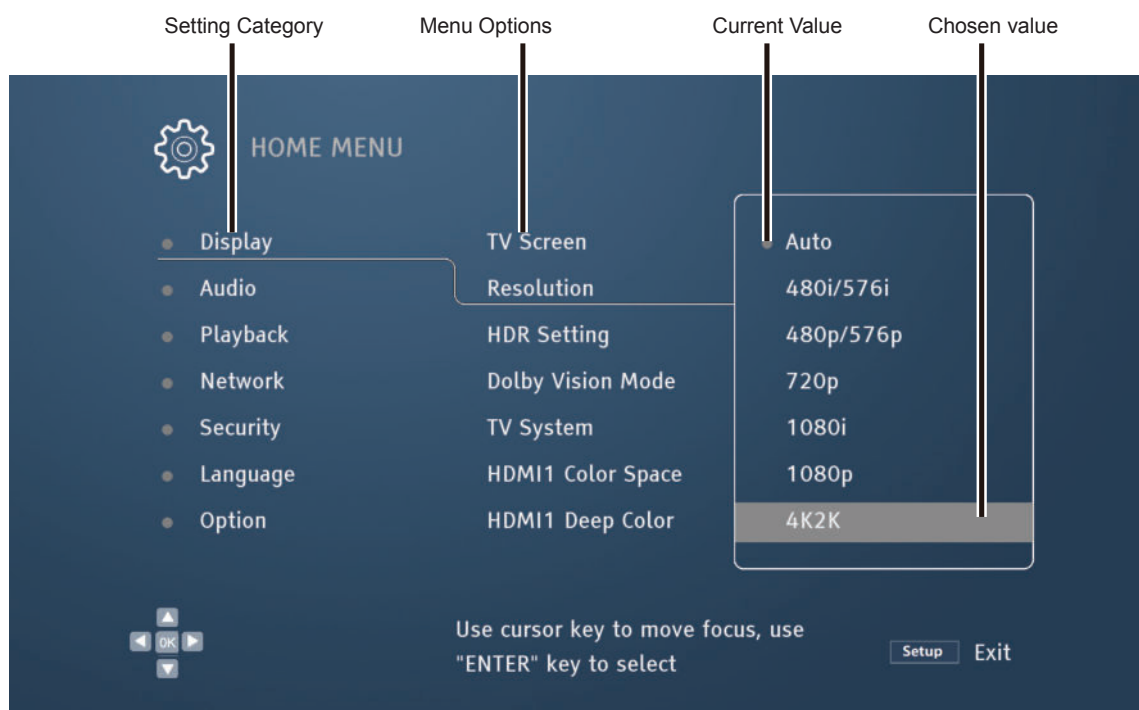 Setting Category
Menu Options
Current Value
Chosen value
HOME MENU
Display
TV Screen
Auto
Audio
Resolution
480i/576i
Playback
HDR Setting
480p/576p
Network
Dolby Vision Mode
720p
Security
TV System
1080i
Language
HDMI1 Color Space
1080p
Option
HDMI1 Deep Color
4K2K
OK
Use cursor key to move focus, use
"ENTER" key to select
Setup
Exit